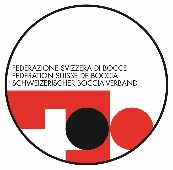 FEDERAZIONE SVIZZERA DI BOCCE
FEDERATION SUISSE DE BOCCIA
SCHWEIZERISCHER BOCCIA VERBAND